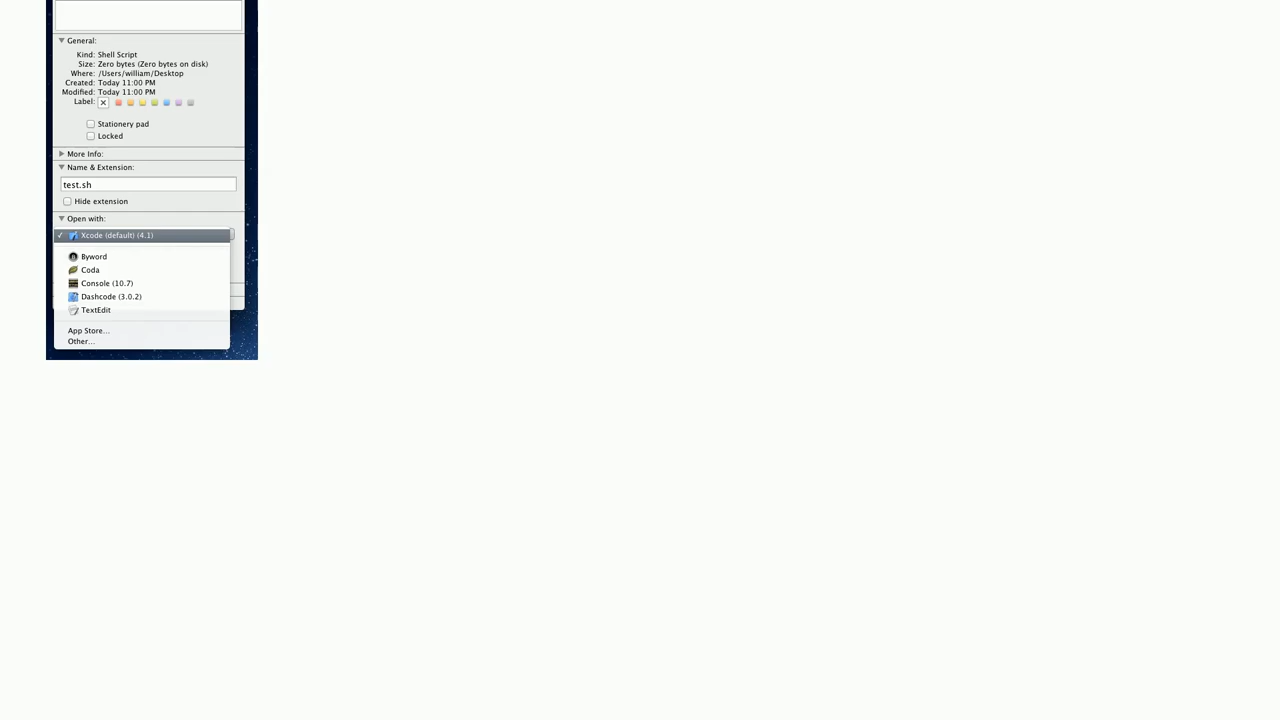 General:
Kind: Shell Script
Size: Zero bytes (Zero bytes on disk)
Where: /Users/william/Desktop
Created: Today 11:00 PM
Modified: Today 11:00 PM
Label:
Stationery pad
Locked
More Info:
Name & Extension:
test.sh
Hide extension
Open with:
✓ Xcode (default) (4.1)
Byword
Coda
Console (10.7)
Dashcode (3.0.2)
TextEdit
App Store...
Other...